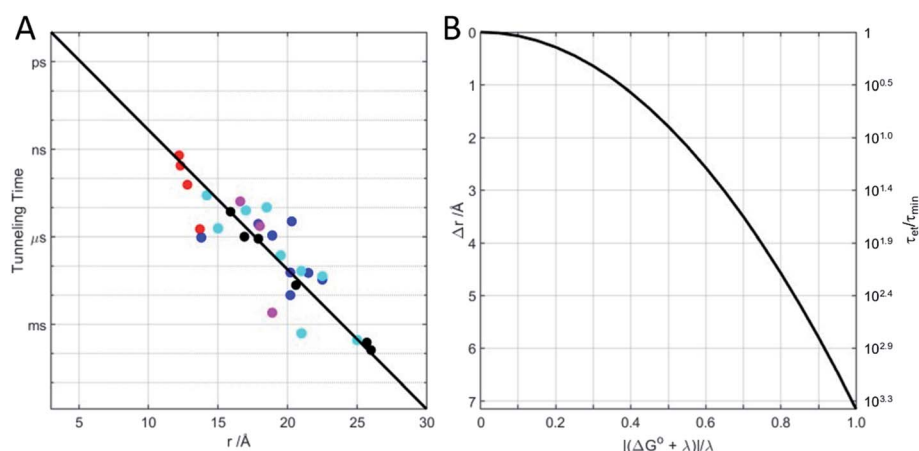 A
Tunneling Time
ps
ns
μs
ms
5 10 15 20 25 30
r /Å
B
Δr /Å
0
1
2
3
4
5
6
7
0 0.2 0.4 0.6 0.8 1.0
|(ΔG° + λ)|/λ
1
10^0.5
10^1.0
10^1.4
10^1.9
10^2.4
10^2.9
10^3.3
τet/τmin